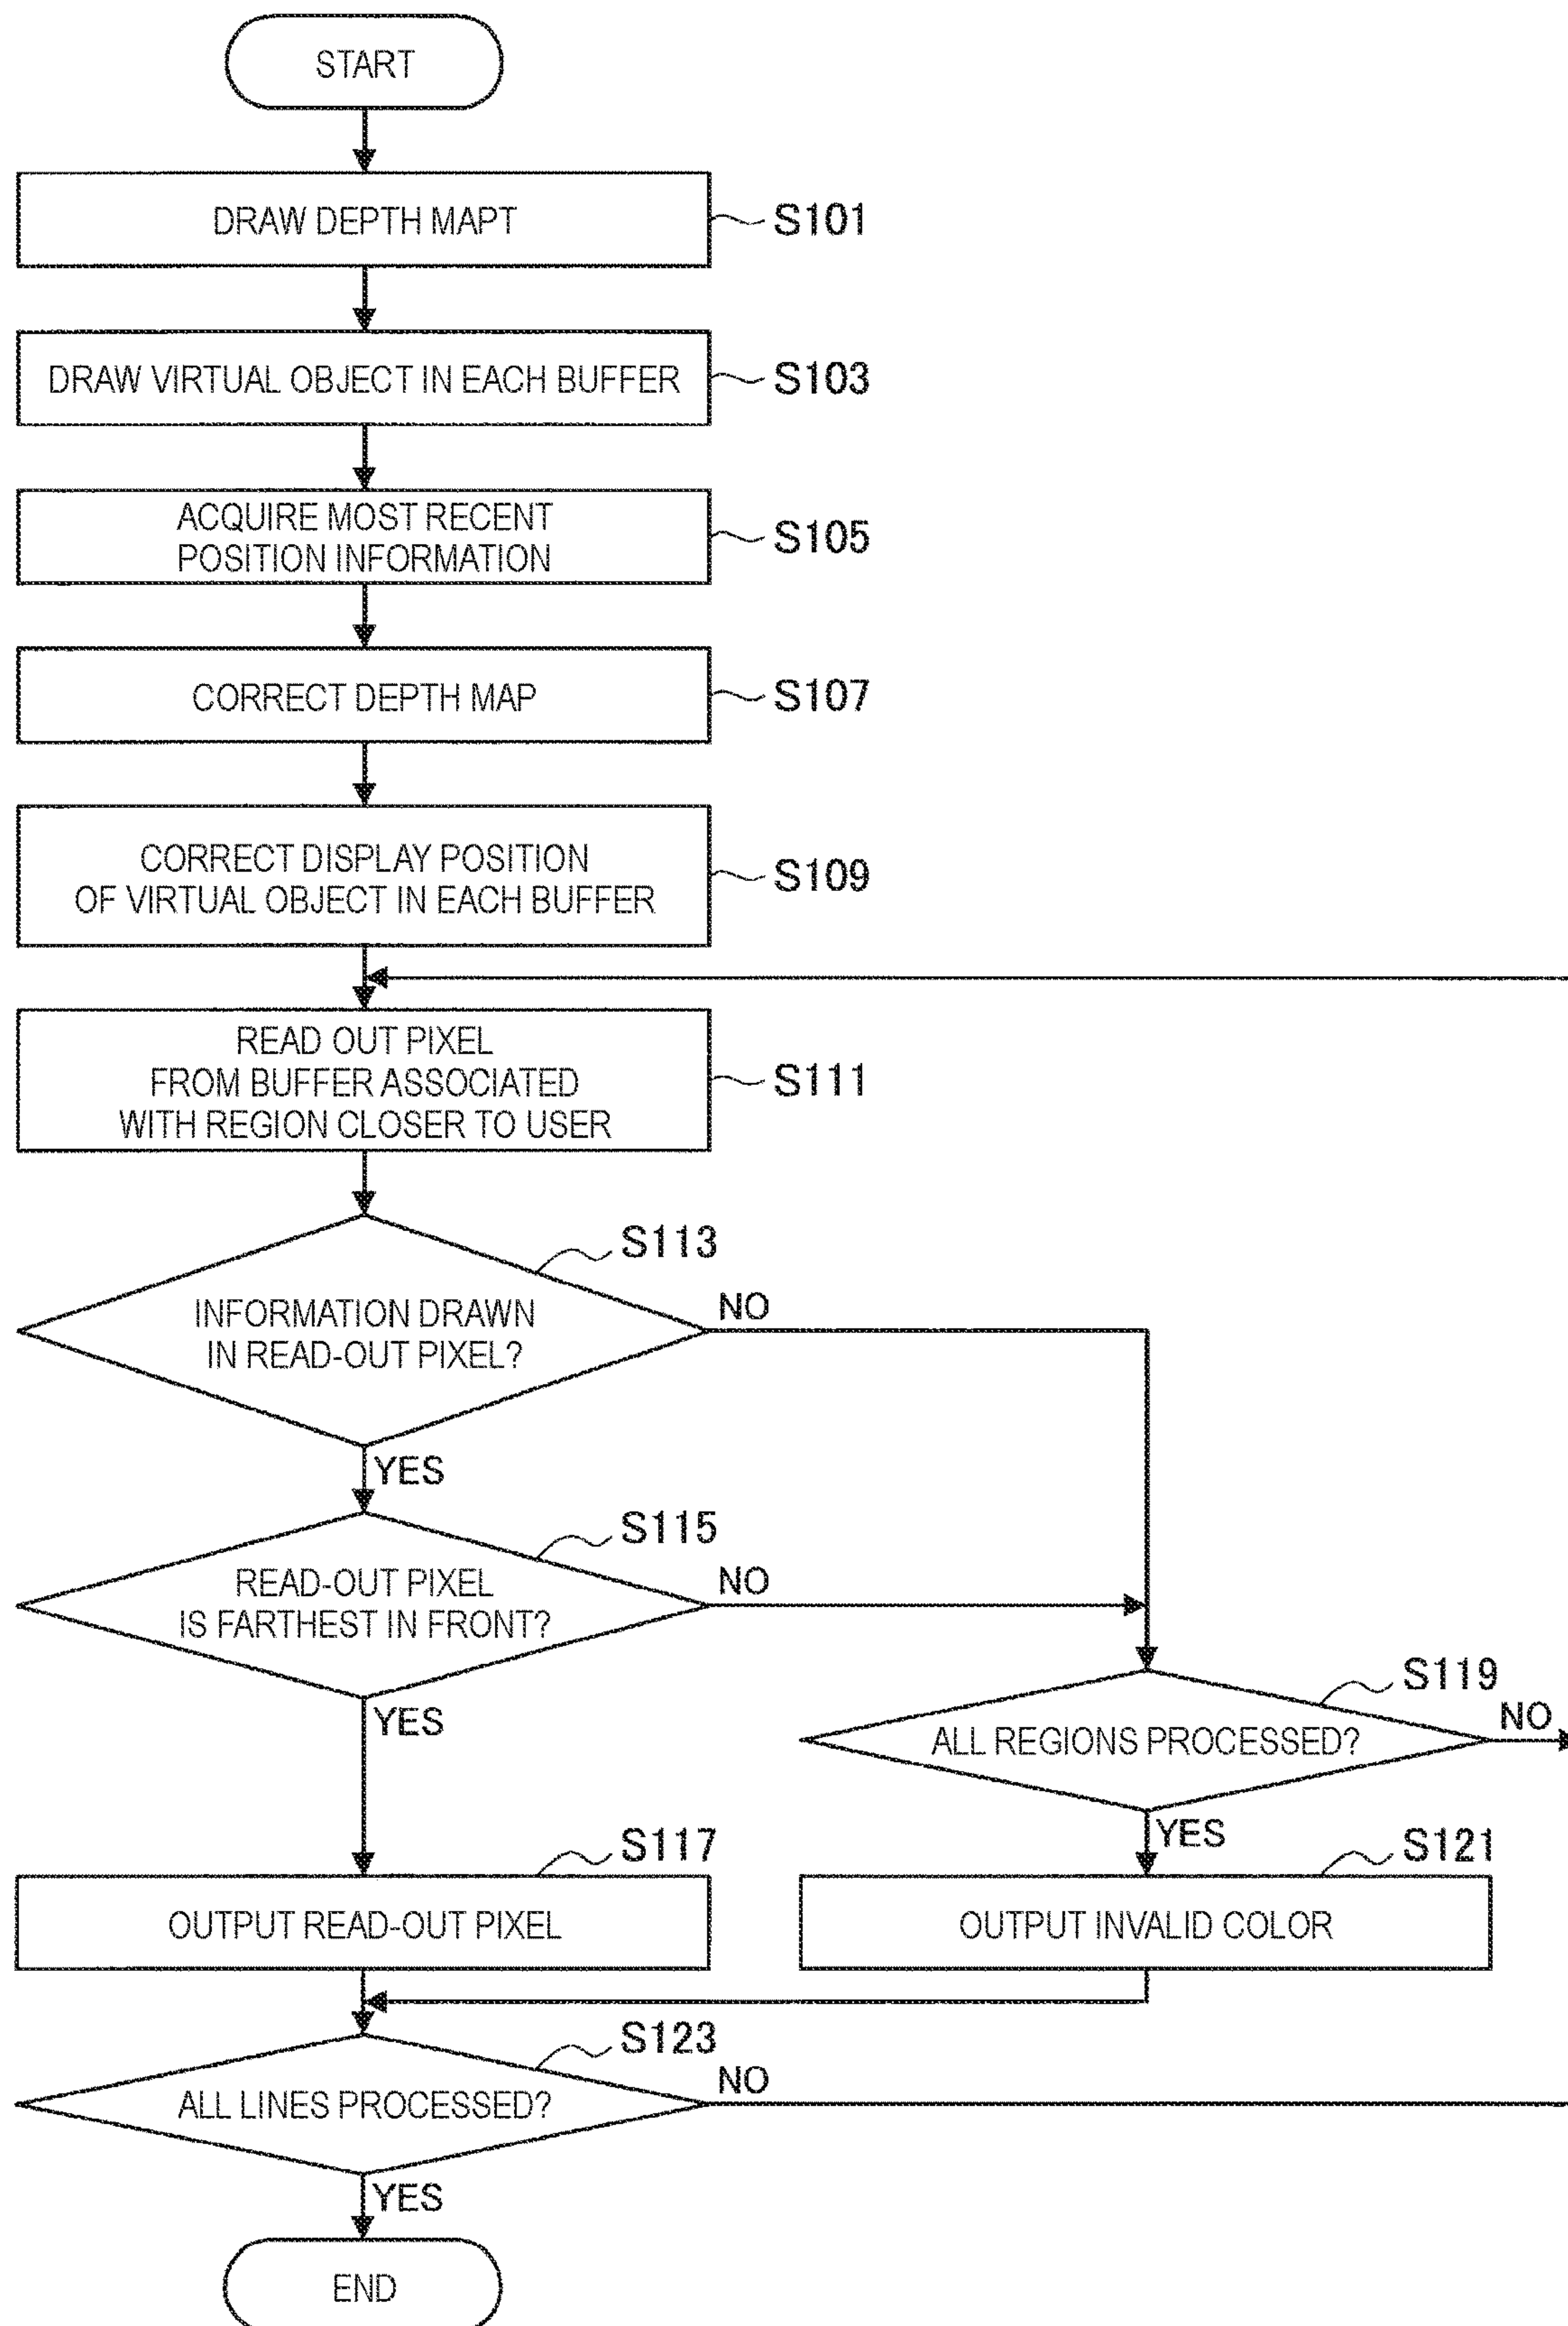 START
DRAW DEPTH MAPT
S101
DRAW VIRTUAL OBJECT IN EACH BUFFER
S103
ACQUIRE MOST RECENT
POSITION INFORMATION
S105
CORRECT DEPTH MAP
S107
CORRECT DISPLAY POSITION
OF VIRTUAL OBJECT IN EACH BUFFER
S109
READ OUT PIXEL
FROM BUFFER ASSOCIATED
WITH REGION CLOSER TO USER
S111
S113
INFORMATION DRAWN
IN READ-OUT PIXEL?
NO
YES
S115
READ-OUT PIXEL
IS FARTHEST IN FRONT?
NO
YES
S119
ALL REGIONS PROCESSED?
NO
YES
S117
OUTPUT READ-OUT PIXEL
S121
OUTPUT INVALID COLOR
S123
ALL LINES PROCESSED?
NO
YES
END